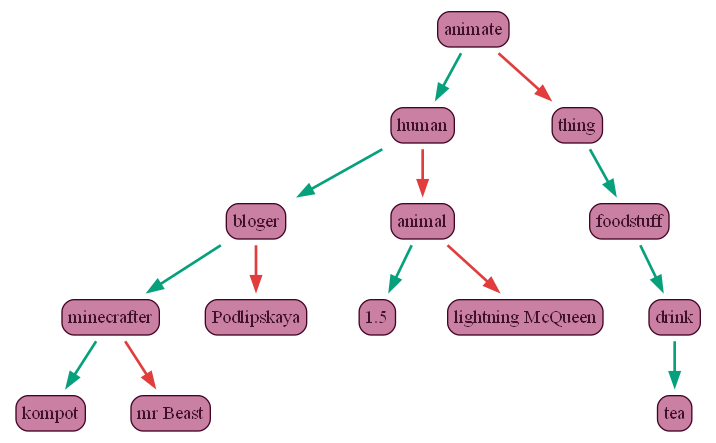 animate
human
thing
bloger
animal
foodstuff
minecrafter
Podlipskaya
1.5
lightning McQueen
drink
kompot
mr Beast
tea